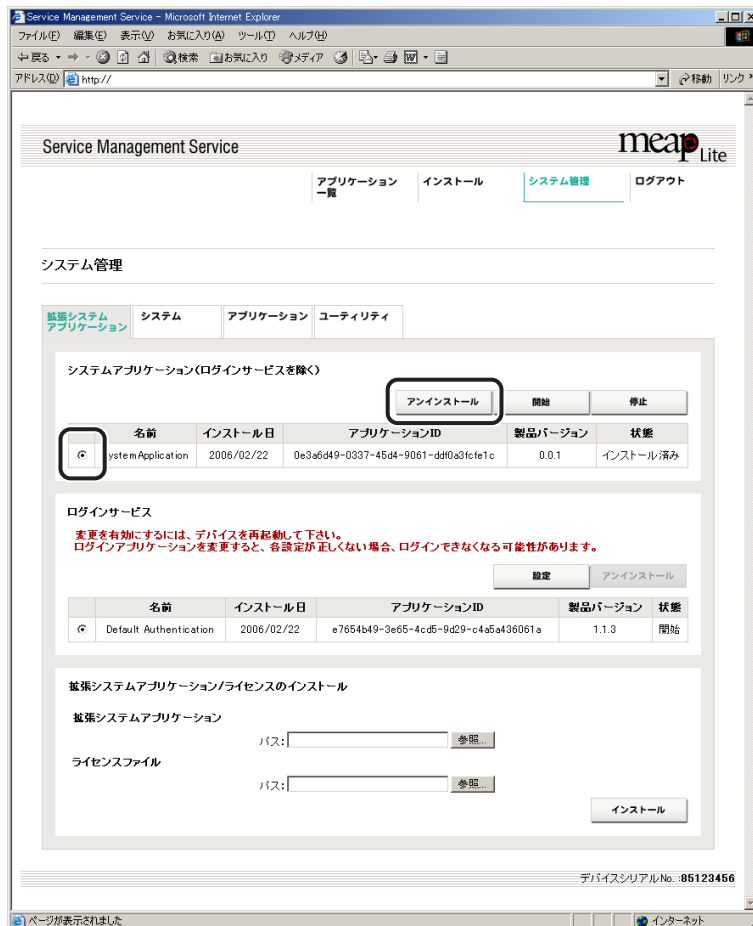 Service Management Service - Microsoft Internet Explorer
ファイル(F) 編集(E) 表示(V) お気に入り(A) ツール(T) ヘルプ(H)
戻る 検索 お気に入り メディア
アドレス(D) http:// 移動 リンク »
Service Management Service meap Lite
アプリケーション一覧 インストール システム管理 ログアウト
システム管理
拡張システムアプリケーション システム アプリケーション ユーティリティ
システムアプリケーション(ログインサービスを除く)
アンインストール 開始 停止
名前 インストール日 アプリケーションID 製品バージョン 状態
ystemApplication 2006/02/22 0e3a6d49-0337-45d4-9061-ddf0a3fcfe1c 0.0.1 インストール済み
ログインサービス
変更を有効にするには、デバイスを再起動して下さい。
ログインアプリケーションを変更すると、各設定が正しくない場合、ログインできなくなる可能性があります。
設定 アンインストール
名前 インストール日 アプリケーションID 製品バージョン 状態
Default Authentication 2006/02/22 e7654b49-3e65-4cd5-9d29-c4a5a436061a 1.1.3 開始
拡張システムアプリケーション/ライセンスのインストール
拡張システムアプリケーション
パス: 参照...
ライセンスファイル
パス: 参照...
インストール
デバイスシリアルNo. :85123456
ページが表示されました インターネット